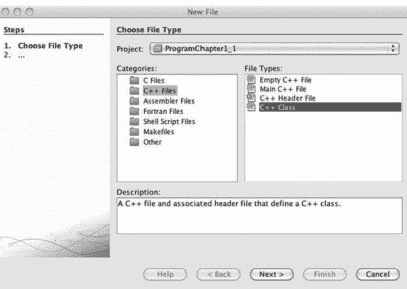 New File
Steps
1. Choose File Type
2. ...
Choose File Type
Project: ProgramChapter1_1
Categories:
C Files
C++ Files
Assembler Files
Fortran Files
Shell Script Files
Makefiles
Other
File Types:
Empty C++ File
Main C++ File
C++ Header File
C++ Class
Description:
A C++ file and associated header file that define a C++ class.
Help
< Back
Next >
Finish
Cancel